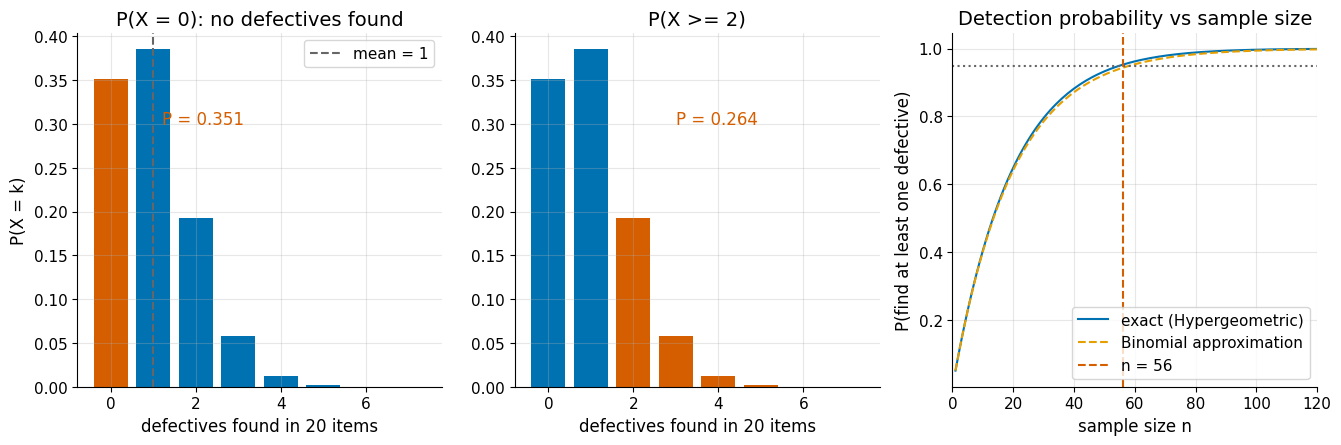 P(X = 0): no defectives found
mean = 1
P = 0.351
P(X = k)
0.40
0.35
0.30
0.25
0.20
0.15
0.10
0.05
0.00
0 2 4 6
defectives found in 20 items
P(X >= 2)
P = 0.264
0.40
0.35
0.30
0.25
0.20
0.15
0.10
0.05
0.00
0 2 4 6
defectives found in 20 items
Detection probability vs sample size
P(find at least one defective)
1.0
0.8
0.6
0.4
0.2
exact (Hypergeometric)
Binomial approximation
n = 56
0 20 40 60 80 100 120
sample size n